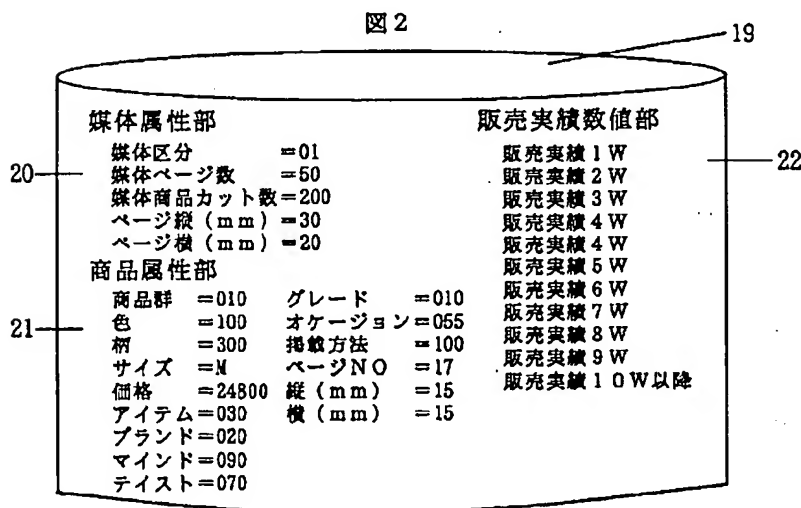 図2
19
媒体属性部
20
媒体区分 =01
媒体ページ数 =50
媒体商品カット数=200
ページ縦(mm)=30
ページ横(mm)=20
商品属性部
21
商品群 =010 グレード =010
色 =100 オケージョン=055
柄 =300 掲載方法 =100
サイズ =M ページNO =17
価格 =24800 縦(mm) =15
アイテム=030 横(mm) =15
ブランド=020
マインド=090
テイスト=070
販売実績数値部
22
販売実績1W
販売実績2W
販売実績3W
販売実績4W
販売実績4W
販売実績5W
販売実績6W
販売実績7W
販売実績8W
販売実績9W
販売実績10W以降